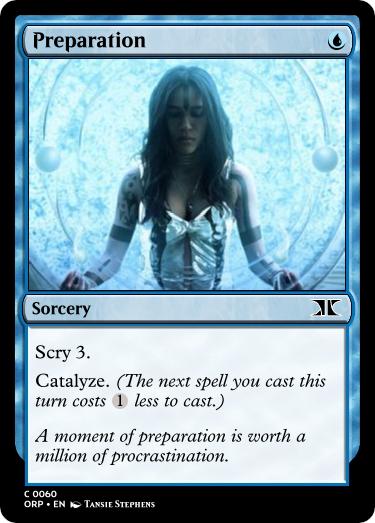 Preparation
Sorcery
Scry 3.
Catalyze. (The next spell you cast this
turn costs 1 less to cast.)
A moment of preparation is worth a
million of procrastination.
C 0060
ORP • EN Tansie Stephens